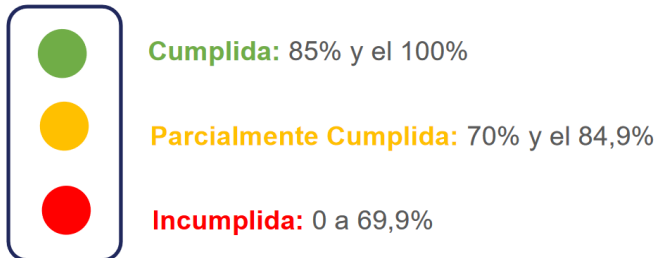 Cumplida: 85% y el 100%
Parcialmente Cumplida: 70% y el 84,9%
Incumplida: 0 a 69,9%